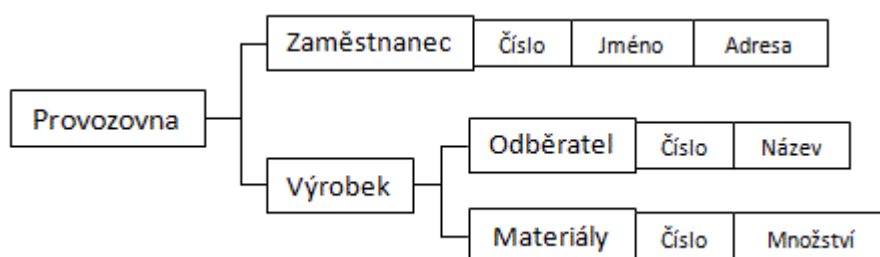 Zaměstnanec Číslo Jméno Adresa
Provozovna
Odběratel Číslo Název
Výrobek
Materiály Číslo Množství